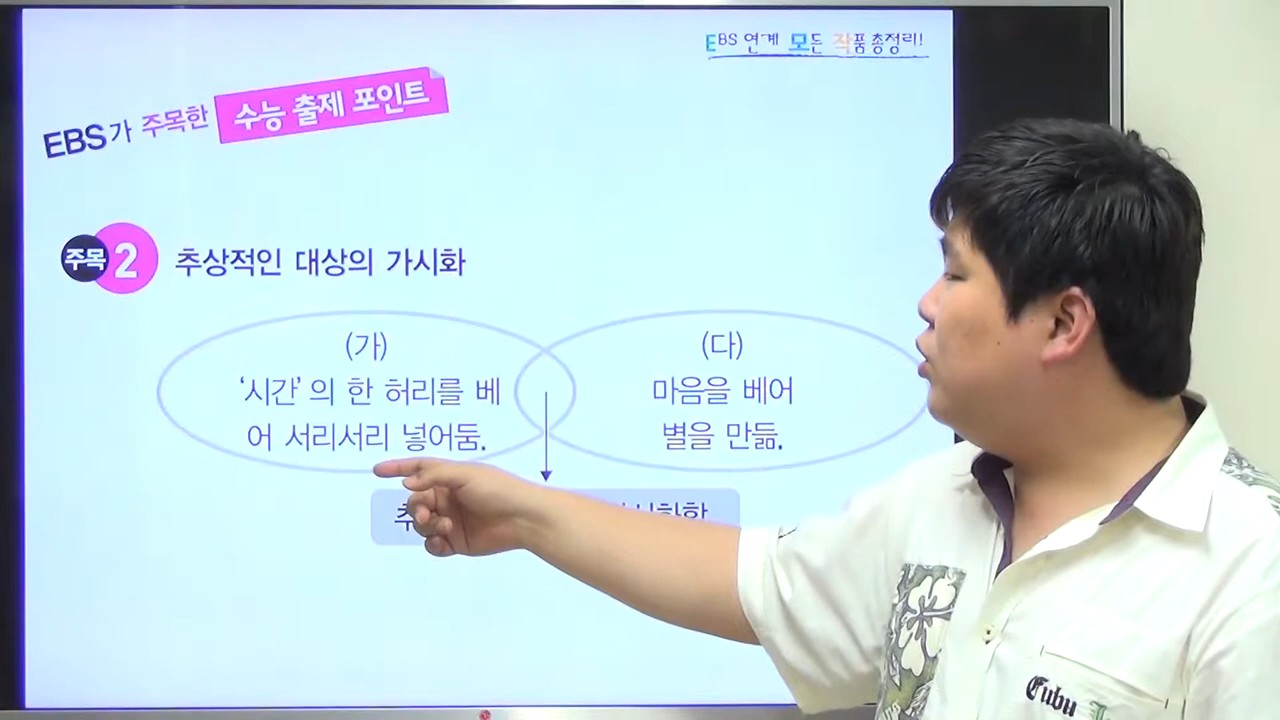 EBS 연계 모든 작품 총정리!
EBS가 주목한 수능 출제 포인트
주목 2 추상적인 대상의 가시화
(가)
'시간'의 한 허리를 베
어 서리서리 넣어둠.
(다)
마음을 베어
별을 만듦.
Cubu